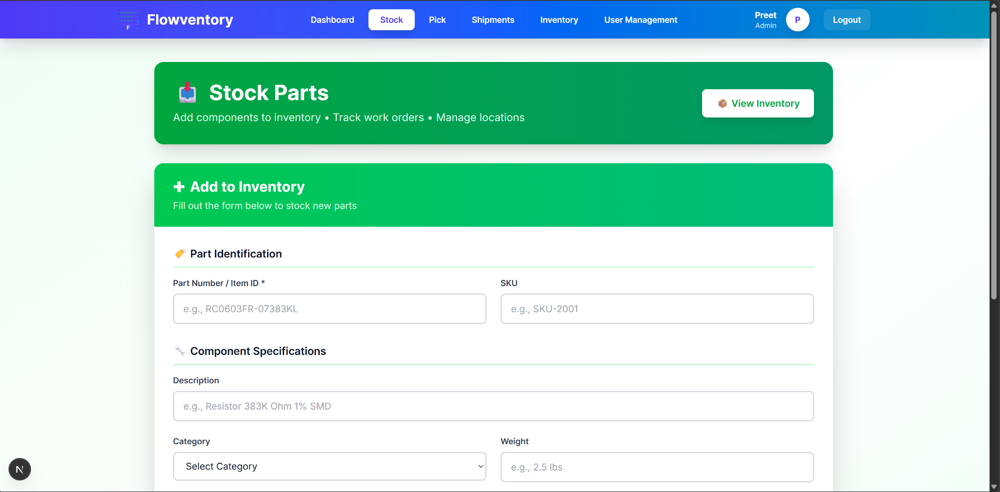 F
Flowventory
Dashboard
Stock
Pick
Shipments
Inventory
User Management
Preet
Admin
P
Logout
Stock Parts
Add components to inventory • Track work orders • Manage locations
View Inventory
Add to Inventory
Fill out the form below to stock new parts
Part Identification
Part Number / Item ID *
SKU
e.g., RC0603FR-07383KL
e.g., SKU-2001
Component Specifications
Description
e.g., Resistor 383K Ohm 1% SMD
Category
Weight
Select Category
e.g., 2.5 lbs
N